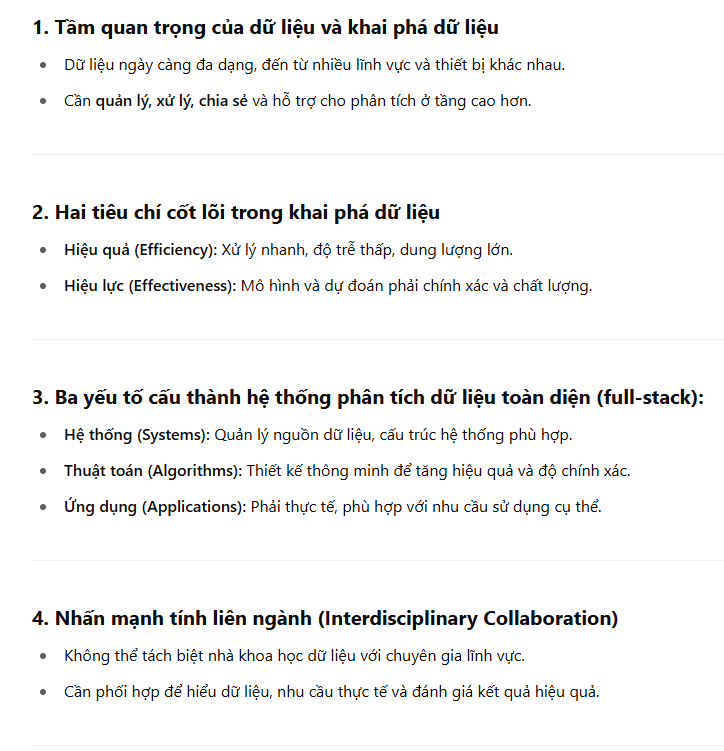 1. Tầm quan trọng của dữ liệu và khai phá dữ liệu
• Dữ liệu ngày càng đa dạng, đến từ nhiều lĩnh vực và thiết bị khác nhau.
• Cần quản lý, xử lý, chia sẻ và hỗ trợ cho phân tích ở tầng cao hơn.
2. Hai tiêu chí cốt lõi trong khai phá dữ liệu
• Hiệu quả (Efficiency): Xử lý nhanh, độ trễ thấp, dung lượng lớn.
• Hiệu lực (Effectiveness): Mô hình và dự đoán phải chính xác và chất lượng.
3. Ba yếu tố cấu thành hệ thống phân tích dữ liệu toàn diện (full-stack):
• Hệ thống (Systems): Quản lý nguồn dữ liệu, cấu trúc hệ thống phù hợp.
• Thuật toán (Algorithms): Thiết kế thông minh để tăng hiệu quả và độ chính xác.
• Ứng dụng (Applications): Phải thực tế, phù hợp với nhu cầu sử dụng cụ thể.
4. Nhấn mạnh tính liên ngành (Interdisciplinary Collaboration)
• Không thể tách biệt nhà khoa học dữ liệu với chuyên gia lĩnh vực.
• Cần phối hợp để hiểu dữ liệu, nhu cầu thực tế và đánh giá kết quả hiệu quả.